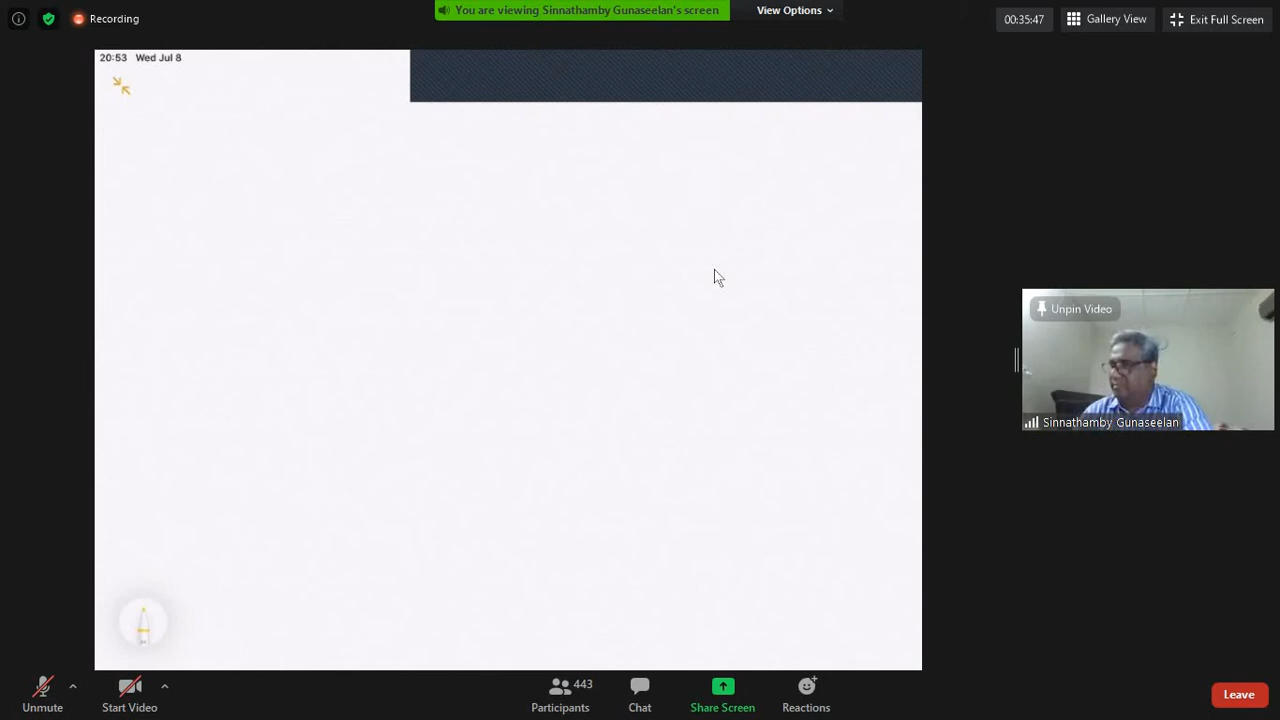 Recording
You are viewing Sinnathamby Gunaseelan's screen
View Options
00:35:47
Gallery View
Exit Full Screen
20:53 Wed Jul 8
Unpin Video
Sinnathamby Gunaseelan
Unmute
Start Video
Participants
443
Chat
Share Screen
Reactions
Leave